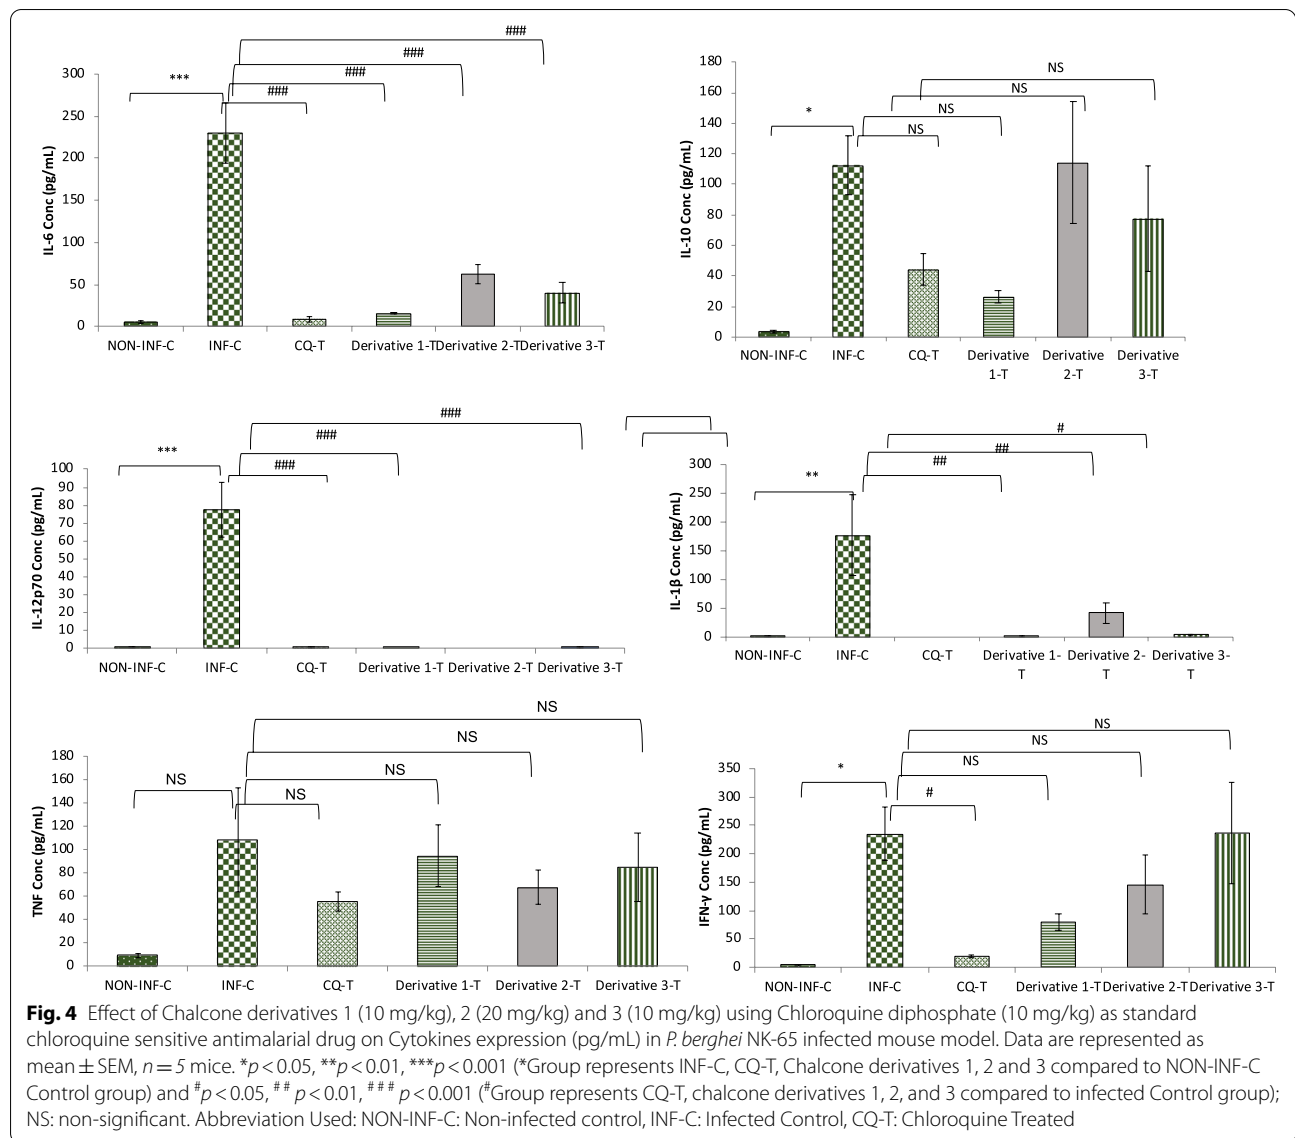 ###
###
###
***
###
300
250
200
150
100
50
0
IL-6 Conc (pg/mL)
NON-INF-C INF-C CQ-T Derivative 1-T Derivative 2-T Derivative 3-T
NS
NS
*
NS
NS
180
160
140
120
100
80
60
40
20
0
IL-10 Conc (pg/mL)
NON-INF-C INF-C CQ-T Derivative Derivative Derivative
1-T 2-T 3-T
###
###
***
###
100
90
80
70
60
50
40
30
20
10
0
IL-12p70 Conc (pg/mL)
NON-INF-C INF-C CQ-T Derivative 1-T Derivative 2-T Derivative 3-T
#
##
##
**
300
250
200
150
100
50
0
IL-1β Conc (pg/mL)
NON-INF-C INF-C CQ-T Derivative 1- Derivative 2- Derivative 3-
T T T
NS
NS
NS
NS
NS
180
160
140
120
100
80
60
40
20
0
TNF Conc (pg/mL)
NON-INF-C INF-C CQ-T Derivative 1-T Derivative 2-T Derivative 3-T
NS
NS
NS
*
#
350
300
250
200
150
100
50
0
IFN-γ Conc (pg/mL)
NON-INF-C INF-C CQ-T Derivative 1-T Derivative 2-T Derivative 3-T
Fig. 4 Effect of Chalcone derivatives 1 (10 mg/kg), 2 (20 mg/kg) and 3 (10 mg/kg) using Chloroquine diphosphate (10 mg/kg) as standard
chloroquine sensitive antimalarial drug on Cytokines expression (pg/mL) in P. berghei NK-65 infected mouse model. Data are represented as
mean ± SEM, n = 5 mice. *p < 0.05, **p < 0.01, ***p < 0.001 (*Group represents INF-C, CQ-T, Chalcone derivatives 1, 2 and 3 compared to NON-INF-C
Control group) and #p < 0.05, ## p < 0.01, ### p < 0.001 (#Group represents CQ-T, chalcone derivatives 1, 2, and 3 compared to infected Control group);
NS: non-significant. Abbreviation Used: NON-INF-C: Non-infected control, INF-C: Infected Control, CQ-T: Chloroquine Treated